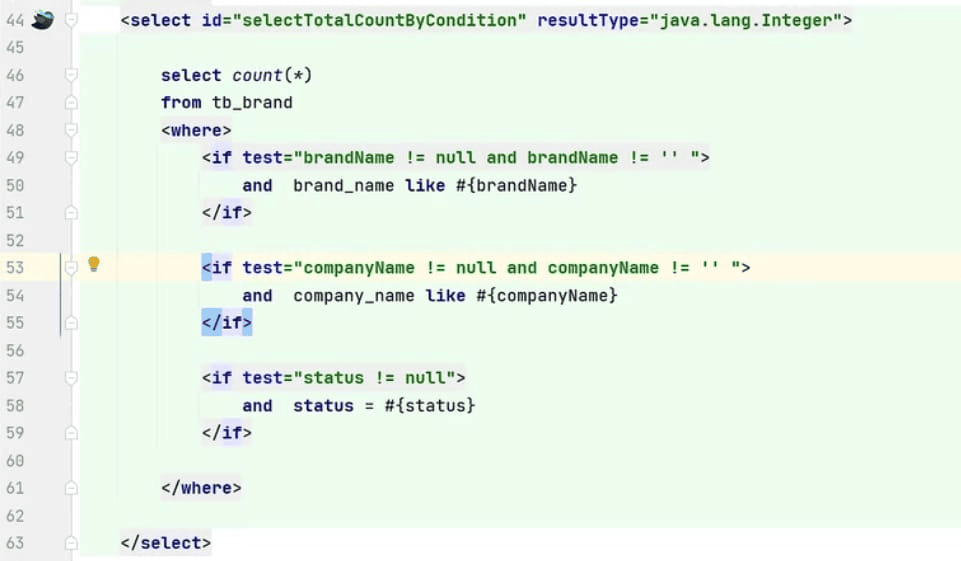 44 <select id="selectTotalCountByCondition" resultType="java.lang.Integer">
45
46 select count(*)
47 from tb_brand
48 <where>
49 <if test="brandName != null and brandName != '' ">
50 and  brand_name like #{brandName}
51 </if>
52
53 <if test="companyName != null and companyName != '' ">
54 and  company_name like #{companyName}
55 </if>
56
57 <if test="status != null">
58 and  status = #{status}
59 </if>
60
61 </where>
62
63 </select>